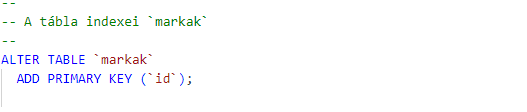 --
-- A tábla indexei `markak`
--
ALTER TABLE `markak`
ADD PRIMARY KEY (`id`);